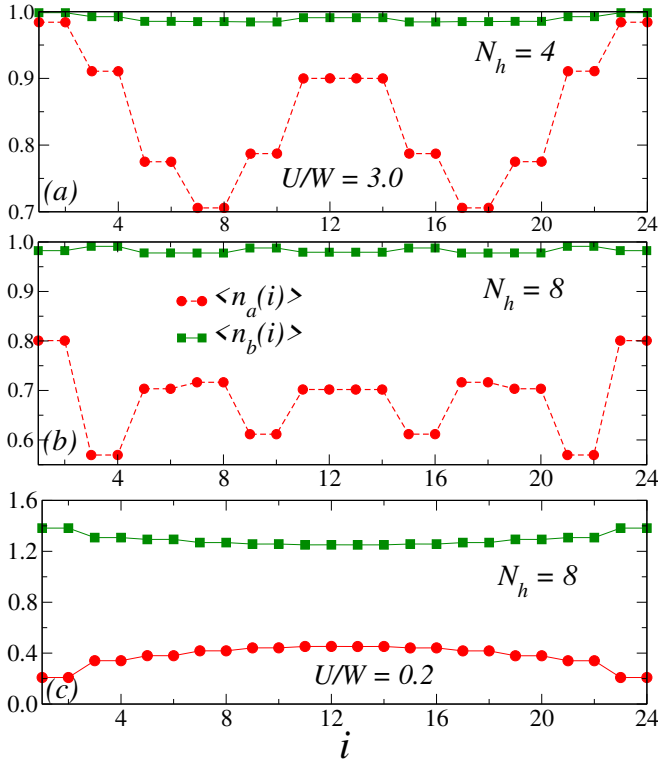 1.0
N_h = 4
0.9
0.8
(a)
U/W = 3.0
0.7
4 8 12 16 20 24
1.0
0.9
N_h = 8
<n_a(i)>
<n_b(i)>
0.8
0.7
0.6
(b)
4 8 12 16 20 24
1.6
1.2
N_h = 8
0.8
0.4
U/W = 0.2
(c)
0.0
4 8 12 16 20 24
i